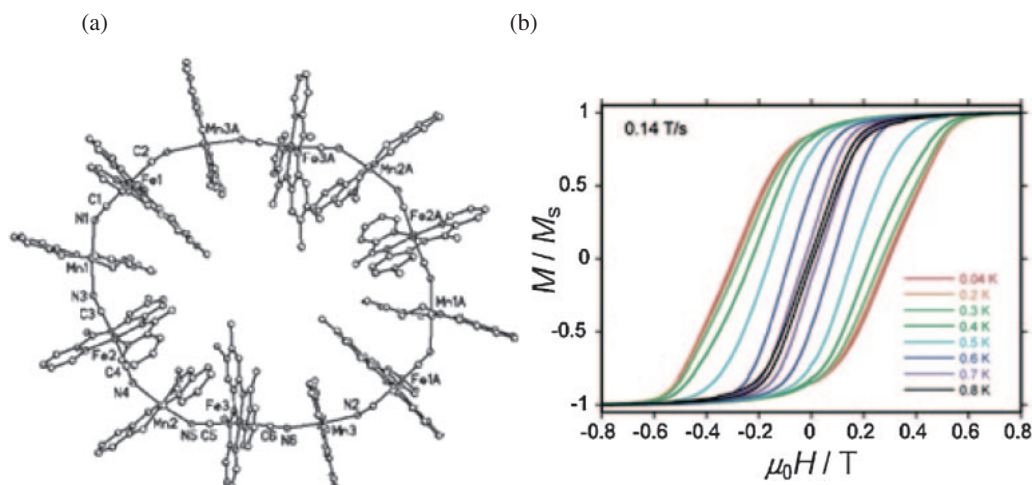 (a)
(b)
Mn3A
C2
Fe3A
Mn2A
Fe1
C1
N1
Fe2A
Mn1
N3
Mn1A
C3
Fe2
C4
N4
Fe1A
Fe3
N2
Mn2
Mn3
N5 C5
C6 N6
0.14 T/s
M / Ms
1
0.5
0
-0.5
-1
0.04 K
0.2 K
0.3 K
0.4 K
0.5 K
0.6 K
0.7 K
0.8 K
-0.8 -0.6 -0.4 -0.2 0 0.2 0.4 0.6 0.8
μ0H / T